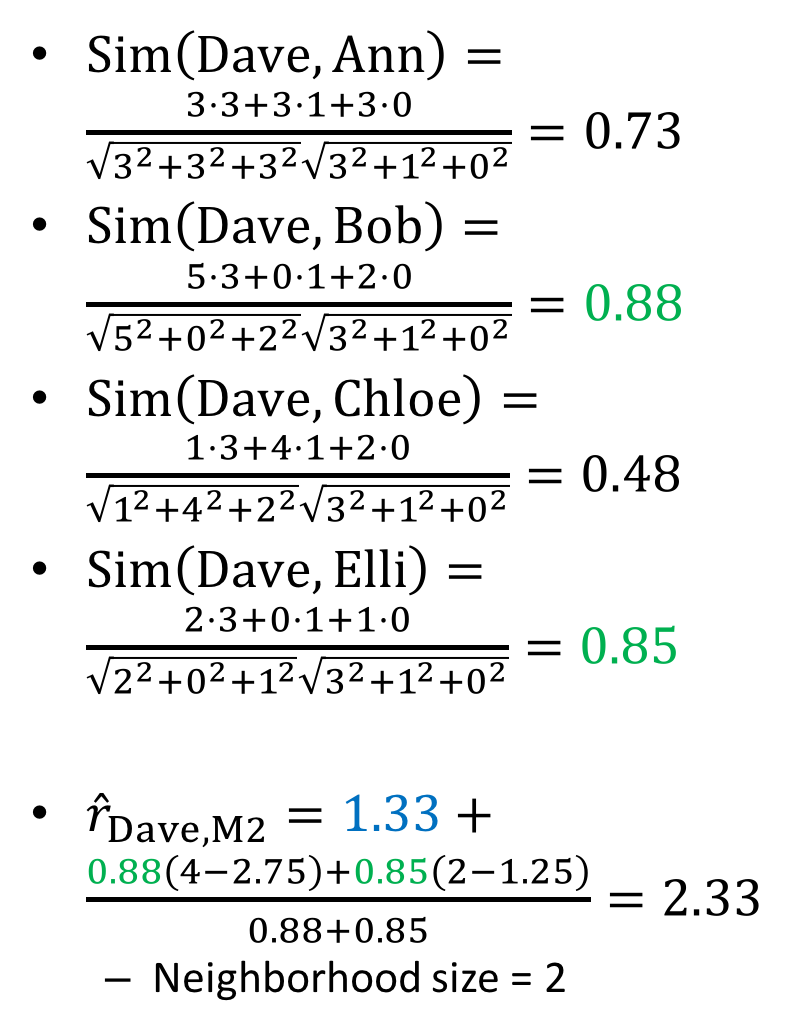 • Sim(Dave, Ann) =
3·3+3·1+3·0
√3²+3²+3²√3²+1²+0² = 0.73
• Sim(Dave, Bob) =
5·3+0·1+2·0
√5²+0²+2²√3²+1²+0² = 0.88
• Sim(Dave, Chloe) =
1·3+4·1+2·0
√1²+4²+2²√3²+1²+0² = 0.48
• Sim(Dave, Elli) =
2·3+0·1+1·0
√2²+0²+1²√3²+1²+0² = 0.85
• r̂Dave,M2 = 1.33 +
0.88(4−2.75)+0.85(2−1.25)
0.88+0.85 = 2.33
– Neighborhood size = 2